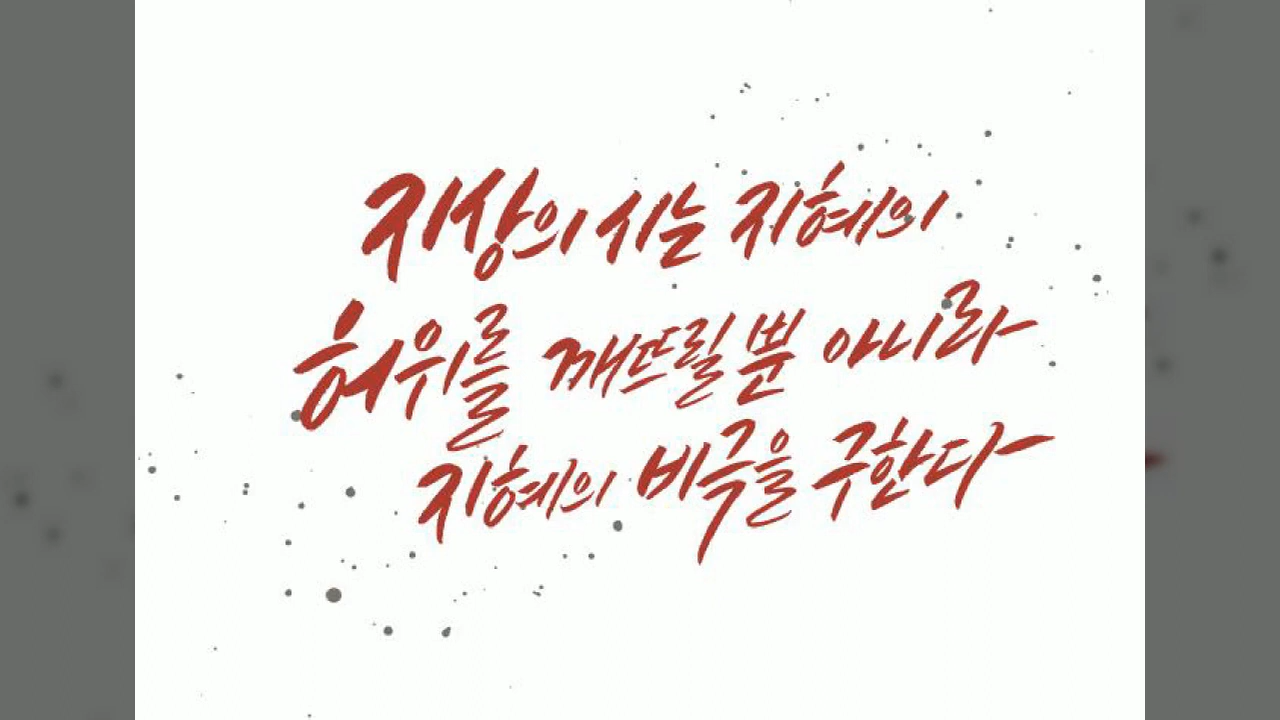 지상의 시는 지혜의
허위를 깨뜨릴 뿐 아니라
지혜의 비극을 구한다